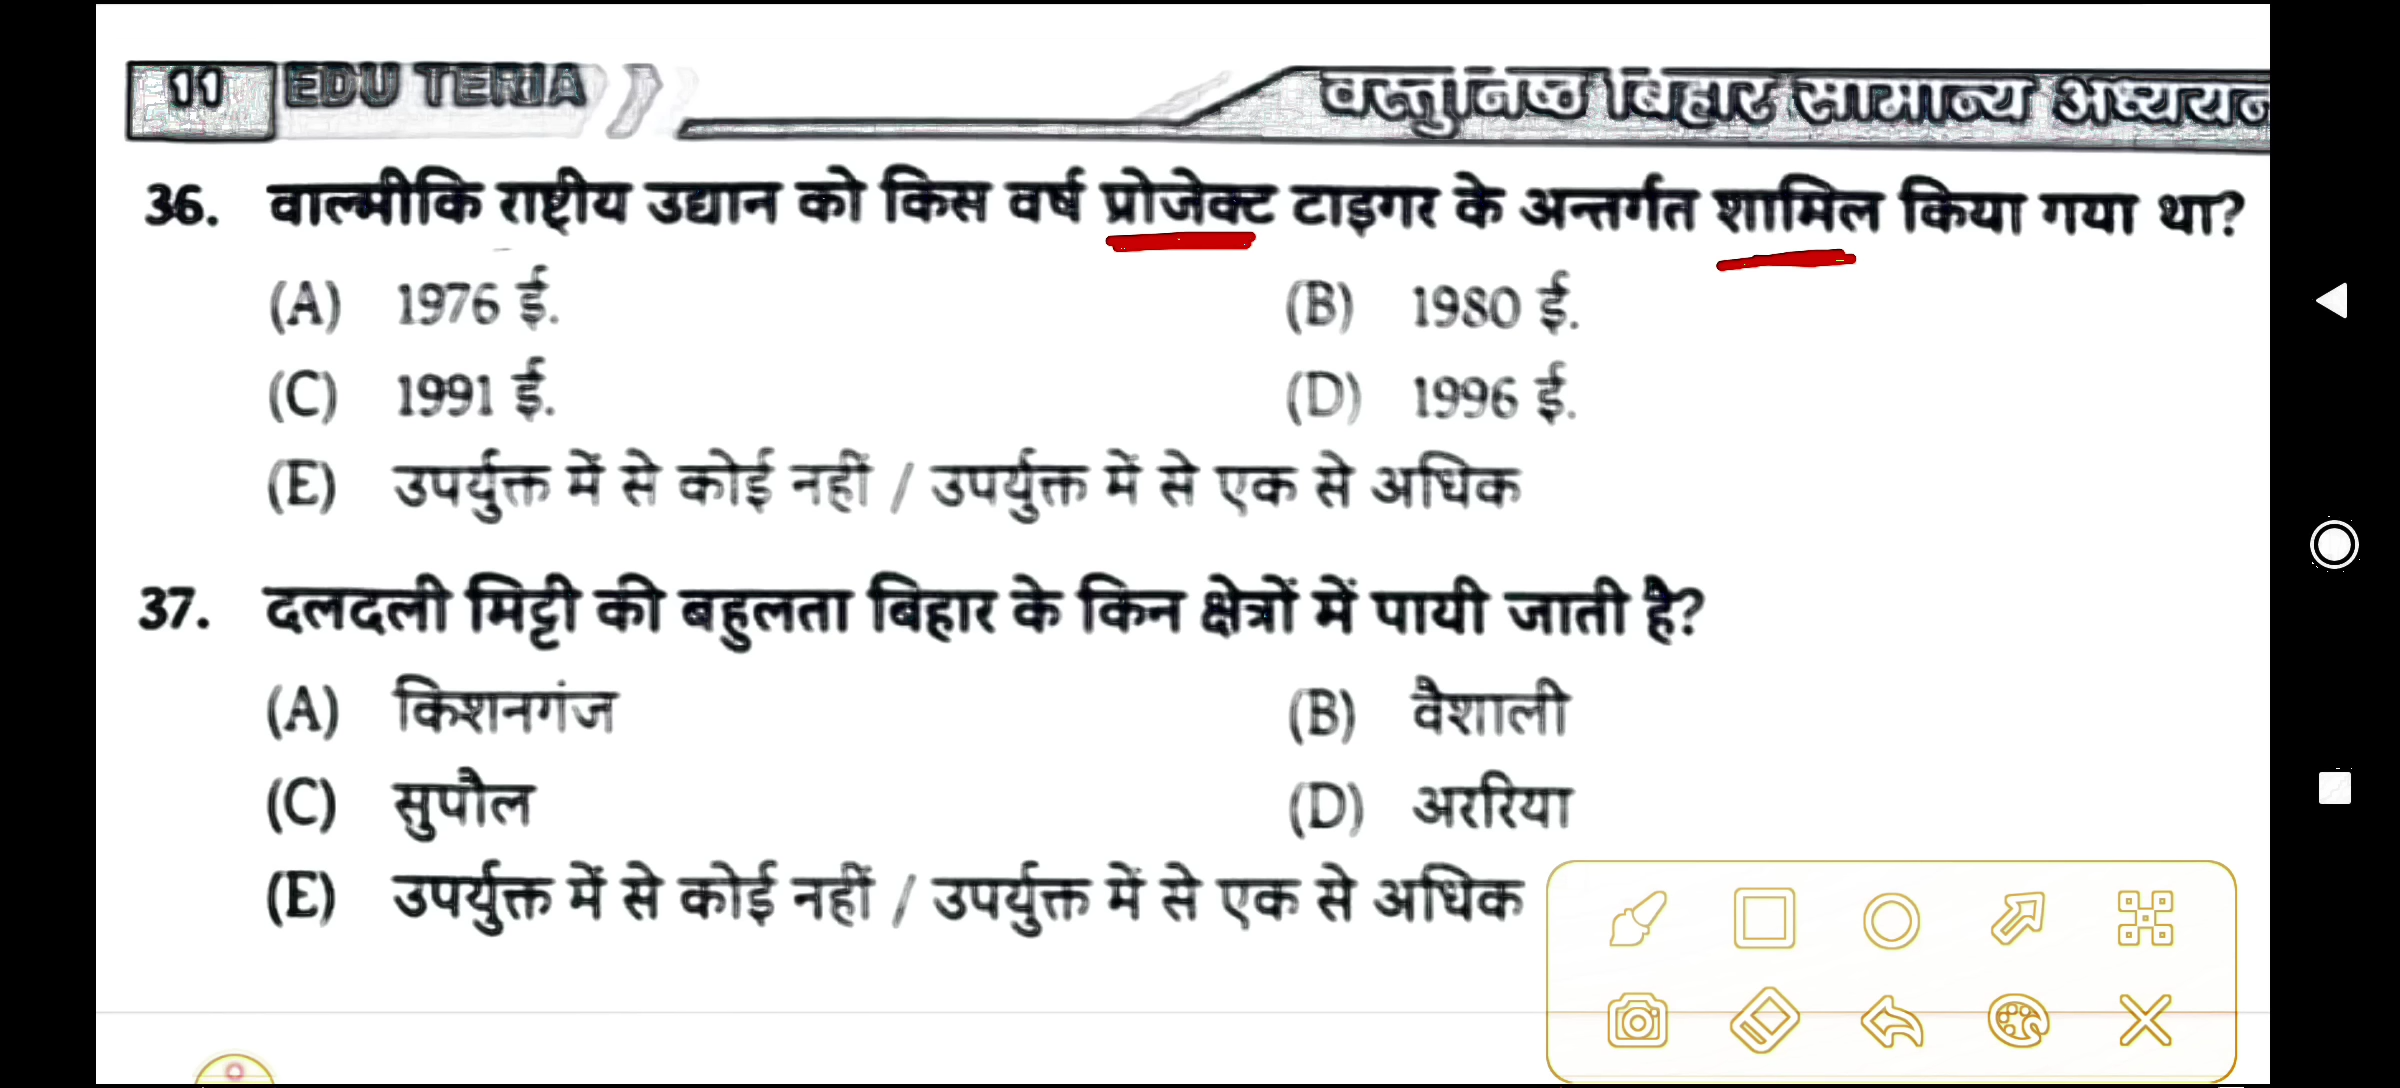 11 EDU TERIA वस्तुनिष्ठ बिहार सामान्य अध्ययन
36. वाल्मीकि राष्ट्रीय उद्यान को किस वर्ष प्रोजेक्ट टाइगर के अन्तर्गत शामिल किया गया था?
(A) 1976 ई. (B) 1980 ई.
(C) 1991 ई. (D) 1996 ई.
(E) उपर्युक्त में से कोई नहीं / उपर्युक्त में से एक से अधिक
37. दलदली मिट्टी की बहुलता बिहार के किन क्षेत्रों में पायी जाती है?
(A) किशनगंज (B) वैशाली
(C) सुपौल (D) अररिया
(E) उपर्युक्त में से कोई नहीं / उपर्युक्त में से एक से अधिक